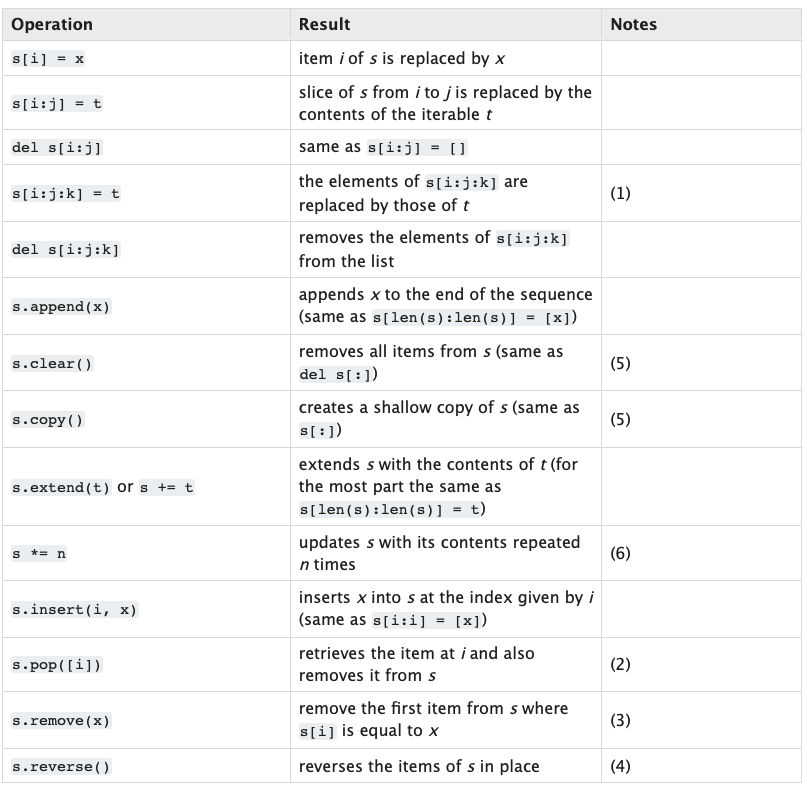 Operation Result Notes
s[i] = x item i of s is replaced by x
s[i:j] = t slice of s from i to j is replaced by the
contents of the iterable t
del s[i:j] same as s[i:j] = []
s[i:j:k] = t the elements of s[i:j:k] are
replaced by those of t (1)
del s[i:j:k] removes the elements of s[i:j:k]
from the list
s.append(x) appends x to the end of the sequence
(same as s[len(s):len(s)] = [x])
s.clear() removes all items from s (same as
del s[:]) (5)
s.copy() creates a shallow copy of s (same as
s[:]) (5)
s.extend(t) or s += t extends s with the contents of t (for
the most part the same as
s[len(s):len(s)] = t)
s *= n updates s with its contents repeated
n times (6)
s.insert(i, x) inserts x into s at the index given by i
(same as s[i:i] = [x])
s.pop([i]) retrieves the item at i and also
removes it from s (2)
s.remove(x) remove the first item from s where
s[i] is equal to x (3)
s.reverse() reverses the items of s in place (4)